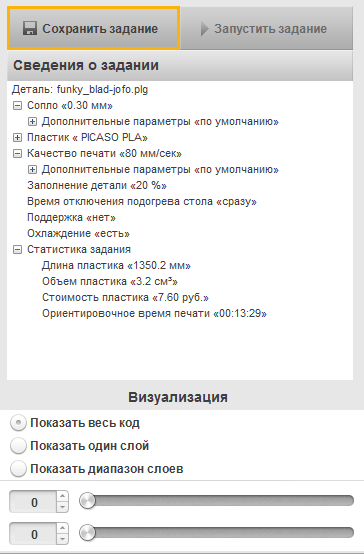 Сохранить задание
Запустить задание
Сведения о задании
Деталь: funky_blad-jofo.plg
Сопло «0.30 мм»
Дополнительные параметры «по умолчанию»
Пластик « PICASO PLA»
Качество печати «80 мм/сек»
Дополнительные параметры «по умолчанию»
Заполнение детали «20 %»
Время отключения подогрева стола «сразу»
Поддержка «нет»
Охлаждение «есть»
Статистика задания
Длина пластика «1350.2 мм»
Объем пластика «3.2 см³»
Стоимость пластика «7.60 руб.»
Ориентировочное время печати «00:13:29»
Визуализация
Показать весь код
Показать один слой
Показать диапазон слоев
0
0